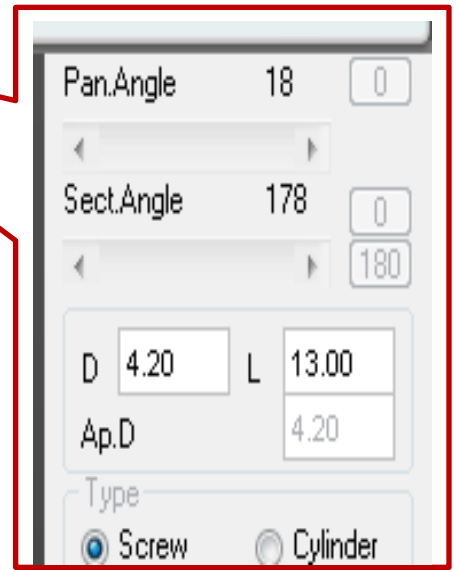 Pan.Angle 18 0
Sect.Angle 178 0
180
D 4.20 L 13.00
Ap.D 4.20
Type
Screw Cylinder